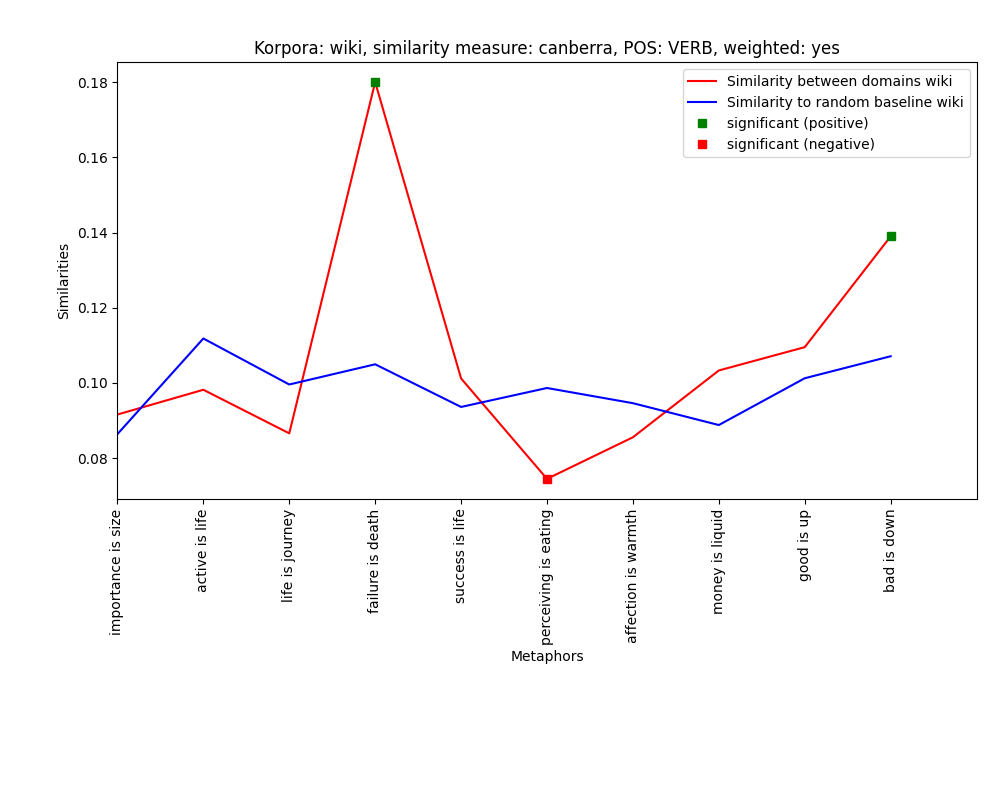 Korpora: wiki, similarity measure: canberra, POS: VERB, weighted: yes
Similarity between domains wiki
Similarity to random baseline wiki
significant (positive)
significant (negative)
Similarities
0.18
0.16
0.14
0.12
0.10
0.08
importance is size
active is life
life is journey
failure is death
success is life
perceiving is eating
affection is warmth
money is liquid
good is up
bad is down
Metaphors